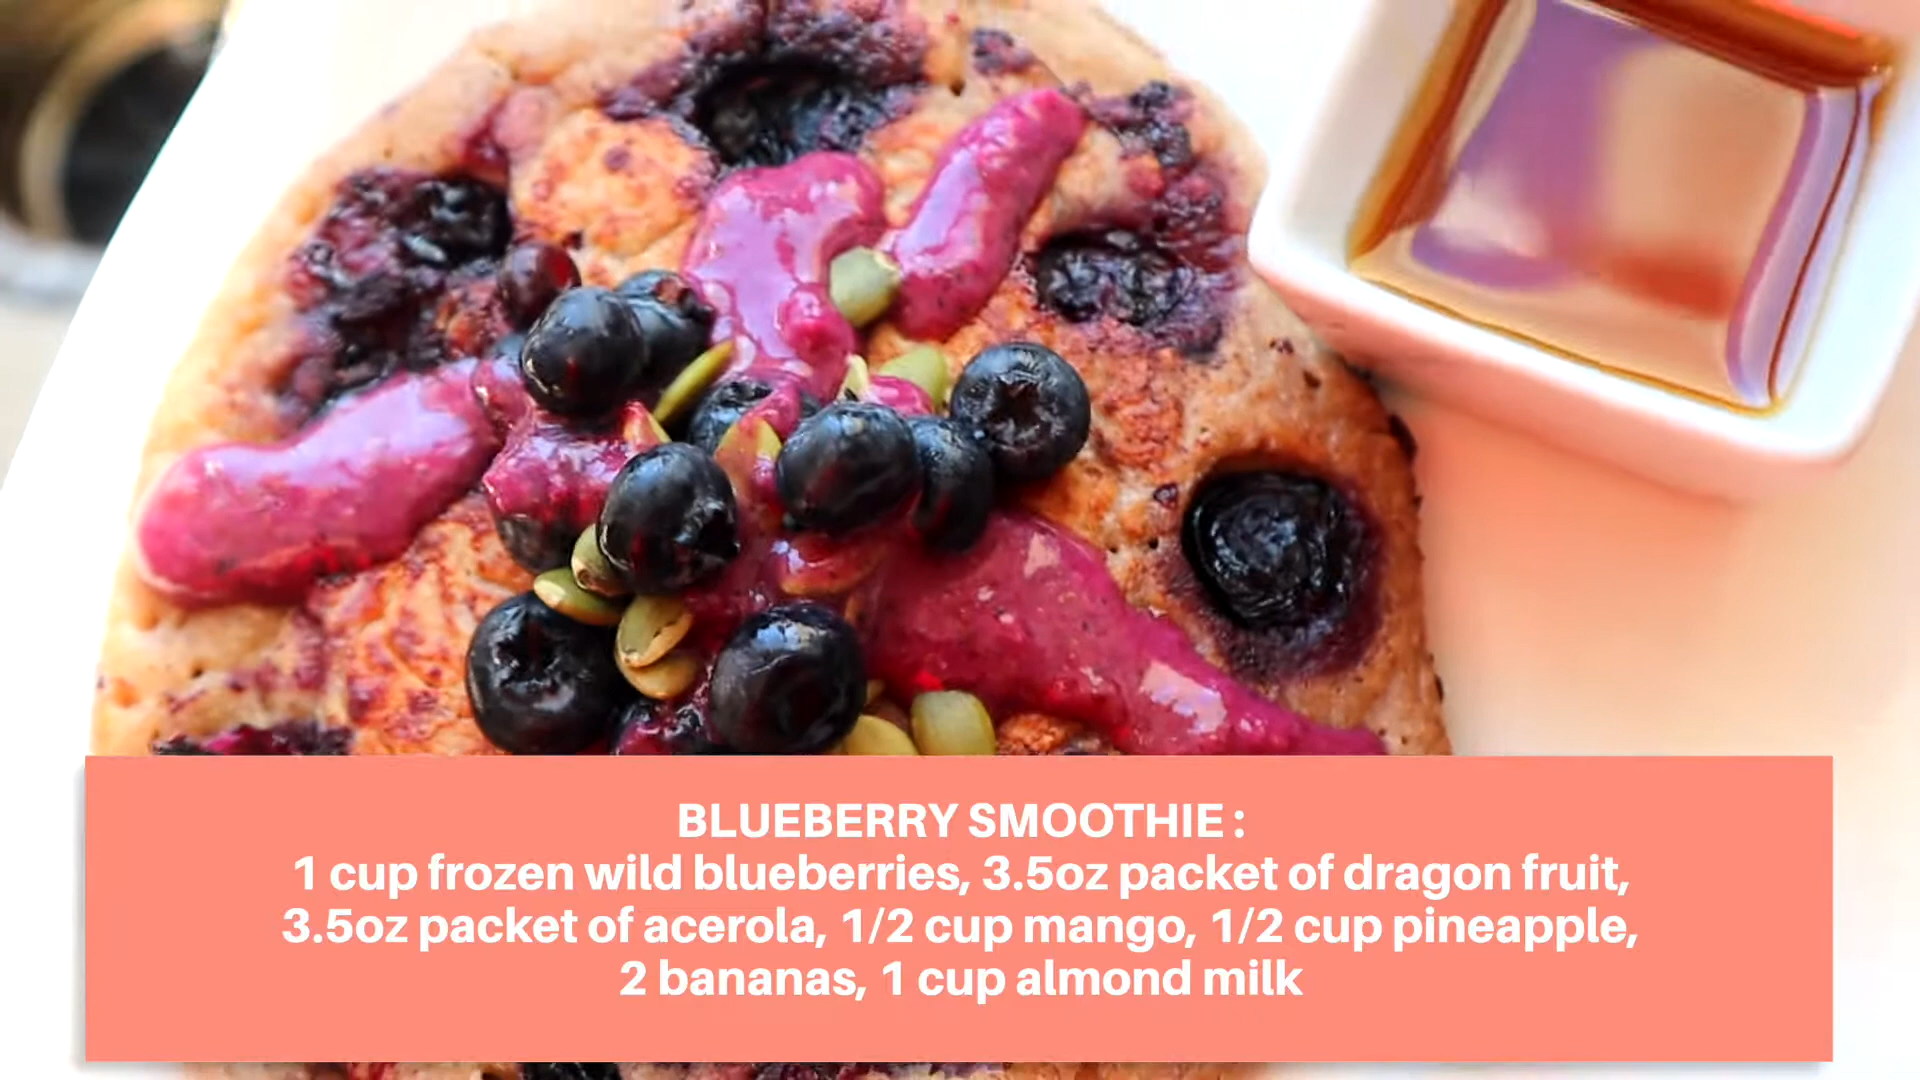 BLUEBERRY SMOOTHIE :
1 cup frozen wild blueberries, 3.5oz packet of dragon fruit,
3.5oz packet of acerola, 1/2 cup mango, 1/2 cup pineapple,
2 bananas, 1 cup almond milk